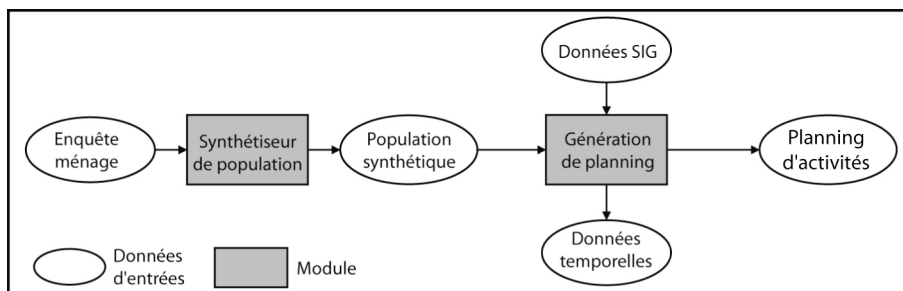 Données SIG
Enquête
ménage
Synthétiseur
de population
Population
synthétique
Génération
de planning
Planning
d'activités
Données
temporelles
Données
d'entrées
Module